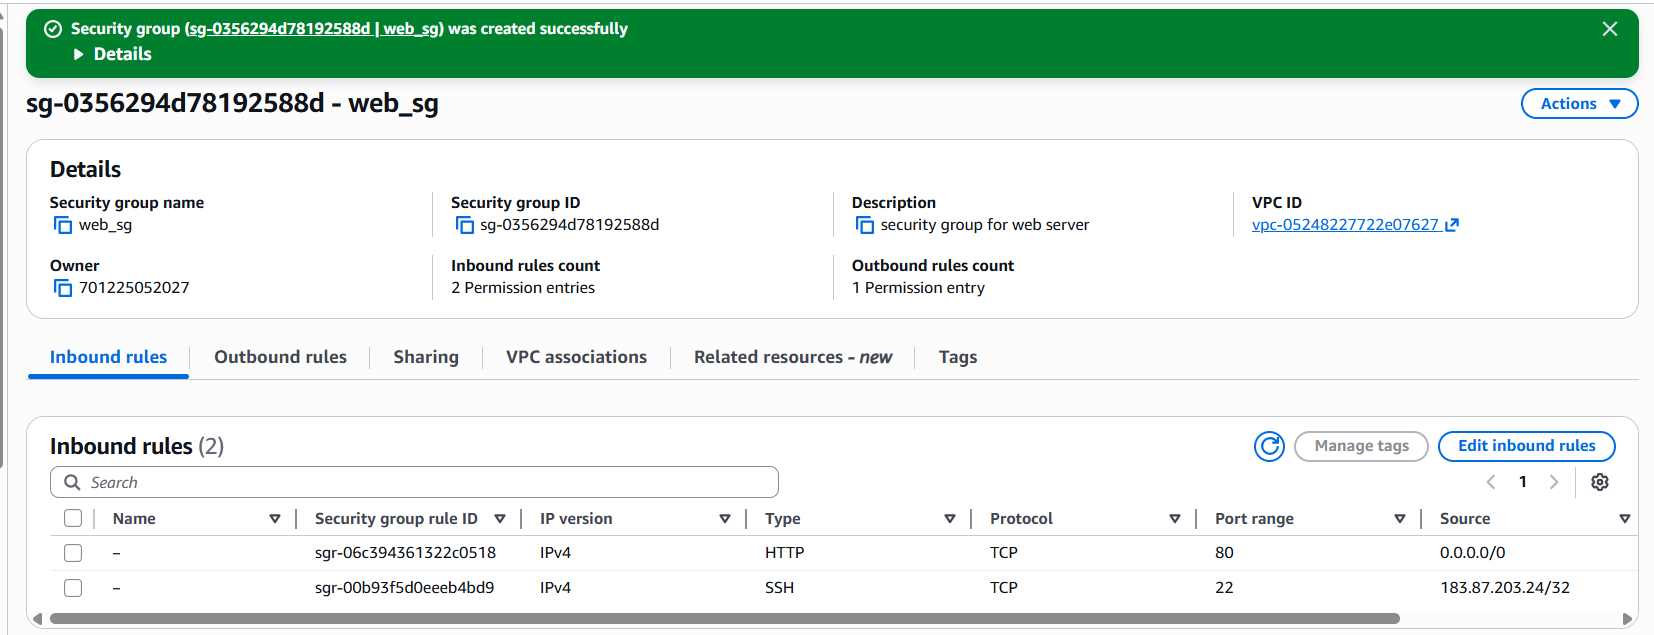 Security group (sg-0356294d78192588d | web_sg) was created successfully
Details
sg-0356294d78192588d - web_sg
Actions
Details
Security group name
web_sg
Security group ID
sg-0356294d78192588d
Description
security group for web server
VPC ID
vpc-05248227722e07627
Owner
701225052027
Inbound rules count
2 Permission entries
Outbound rules count
1 Permission entry
Inbound rules | Outbound rules | Sharing | VPC associations | Related resources - new | Tags
Inbound rules (2)
Manage tags
Edit inbound rules
Search
1
Name | Security group rule ID | IP version | Type | Protocol | Port range | Source
– sgr-06c394361322c0518 IPv4 HTTP TCP 80 0.0.0.0/0
– sgr-00b93f5d0eeeb4bd9 IPv4 SSH TCP 22 183.87.203.24/32